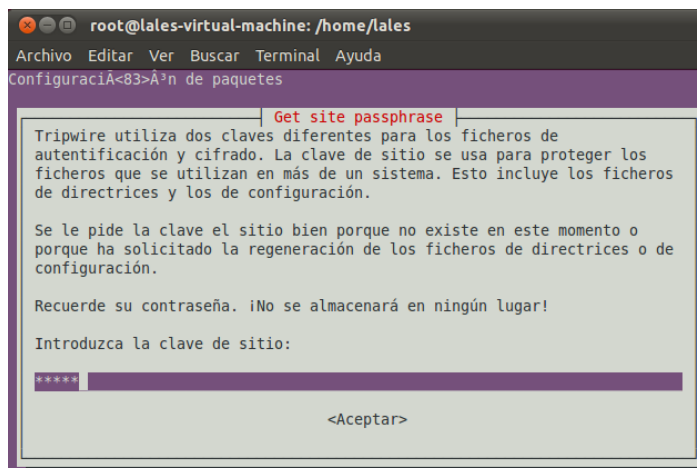 root@lales-virtual-machine: /home/lales
Archivo Editar Ver Buscar Terminal Ayuda
ConfiguraciÃ<83>Â³n de paquetes
Get site passphrase
Tripwire utiliza dos claves diferentes para los ficheros de
autentificación y cifrado. La clave de sitio se usa para proteger los
ficheros que se utilizan en más de un sistema. Esto incluye los ficheros
de directrices y los de configuración.
Se le pide la clave el sitio bien porque no existe en este momento o
porque ha solicitado la regeneración de los ficheros de directrices o de
configuración.
Recuerde su contraseña. ¡No se almacenará en ningún lugar!
Introduzca la clave de sitio:
*****
<Aceptar>